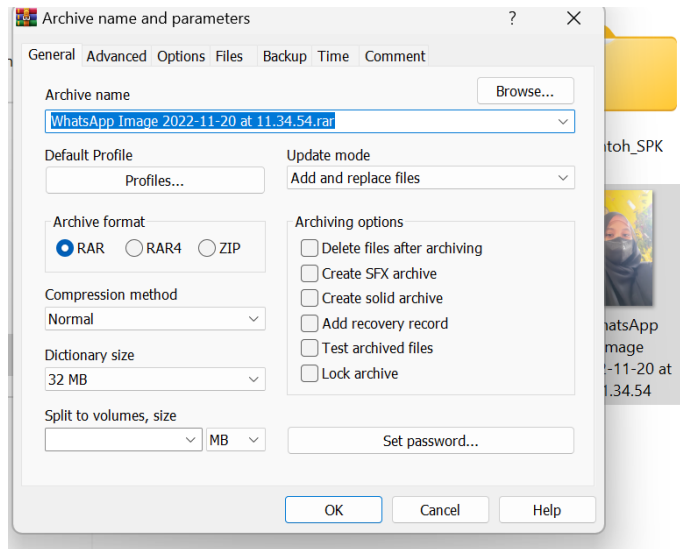 Archive name and parameters
?
General Advanced Options Files Backup Time Comment
Archive name
Browse...
WhatsApp Image 2022-11-20 at 11.34.54.rar
Default Profile
Profiles...
Update mode
Add and replace files
Archive format
RAR RAR4 ZIP
Compression method
Normal
Dictionary size
32 MB
Split to volumes, size
MB
Archiving options
Delete files after archiving
Create SFX archive
Create solid archive
Add recovery record
Test archived files
Lock archive
Set password...
OK Cancel Help
ntoh_SPK
hatsApp
mage
2-11-20 at
1.34.54